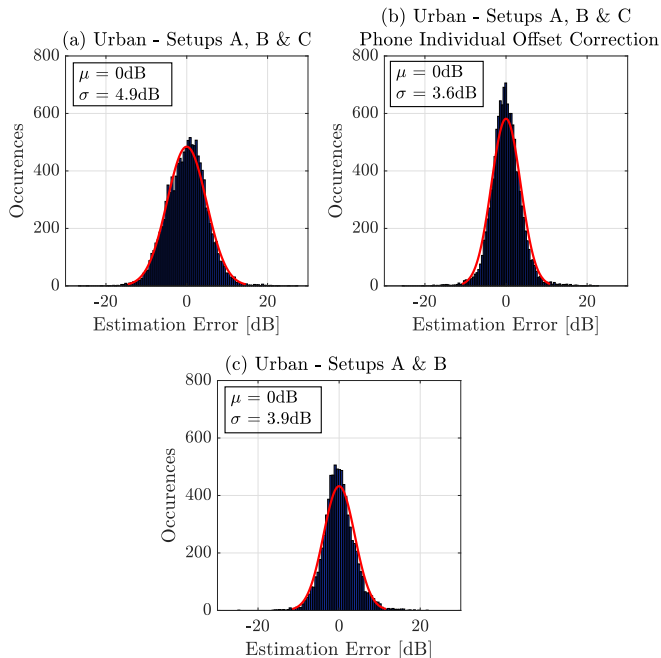 (a) Urban - Setups A, B & C
μ = 0dB
σ = 4.9dB
800
600
400
200
0
Occurences
-20
0
20
Estimation Error [dB]
(b) Urban - Setups A, B & C
Phone Individual Offset Correction
μ = 0dB
σ = 3.6dB
800
600
400
200
0
Occurences
-20
0
20
Estimation Error [dB]
(c) Urban - Setups A & B
μ = 0dB
σ = 3.9dB
800
600
400
200
0
Occurences
-20
0
20
Estimation Error [dB]